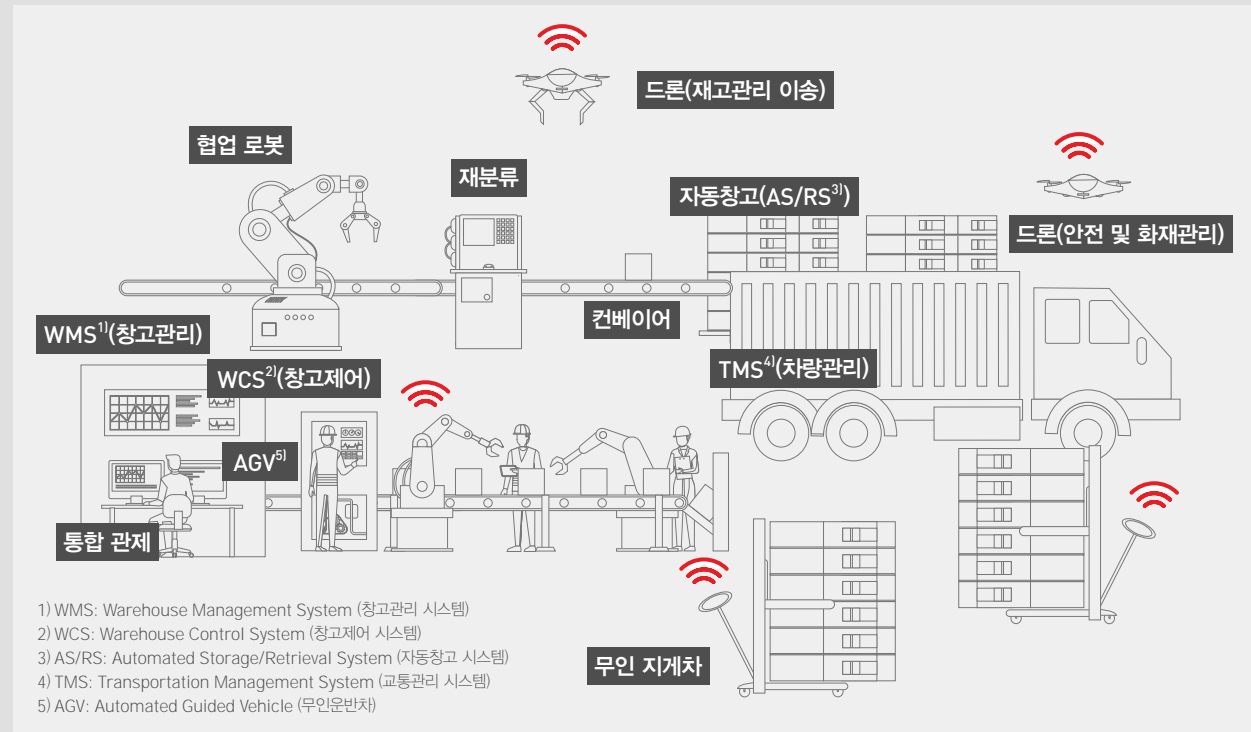 드론(재고관리 이송)
협업 로봇
재분류
자동창고(AS/RS3))
드론(안전 및 화재관리)
컨베이어
WMS1)(창고관리)
WCS2)(창고제어)
TMS4)(차량관리)
AGV5)
통합 관제
무인 지게차
1) WMS: Warehouse Management System (창고관리 시스템)
2) WCS: Warehouse Control System (창고제어 시스템)
3) AS/RS: Automated Storage/Retrieval System (자동창고 시스템)
4) TMS: Transportation Management System (교통관리 시스템)
5) AGV: Automated Guided Vehicle (무인운반차)